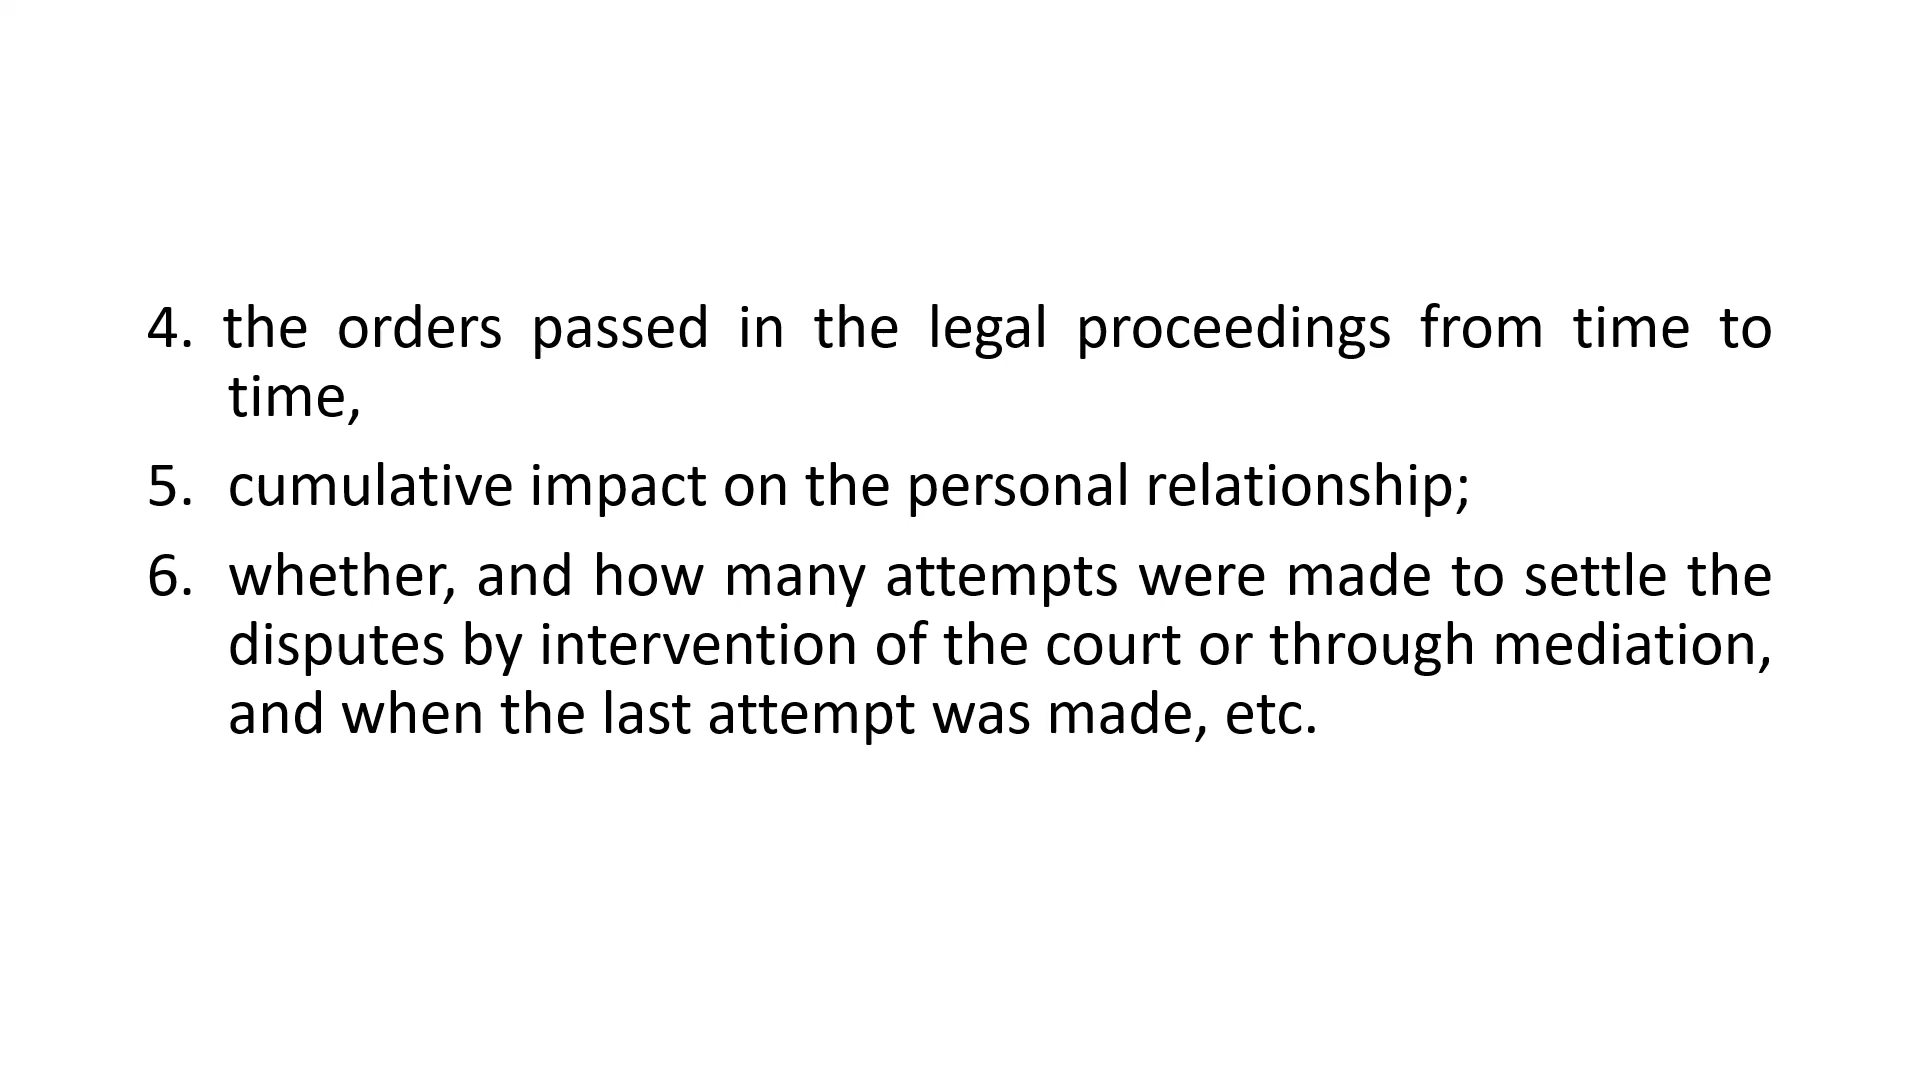 4. the orders passed in the legal proceedings from time to
time,
5. cumulative impact on the personal relationship;
6. whether, and how many attempts were made to settle the
disputes by intervention of the court or through mediation,
and when the last attempt was made, etc.